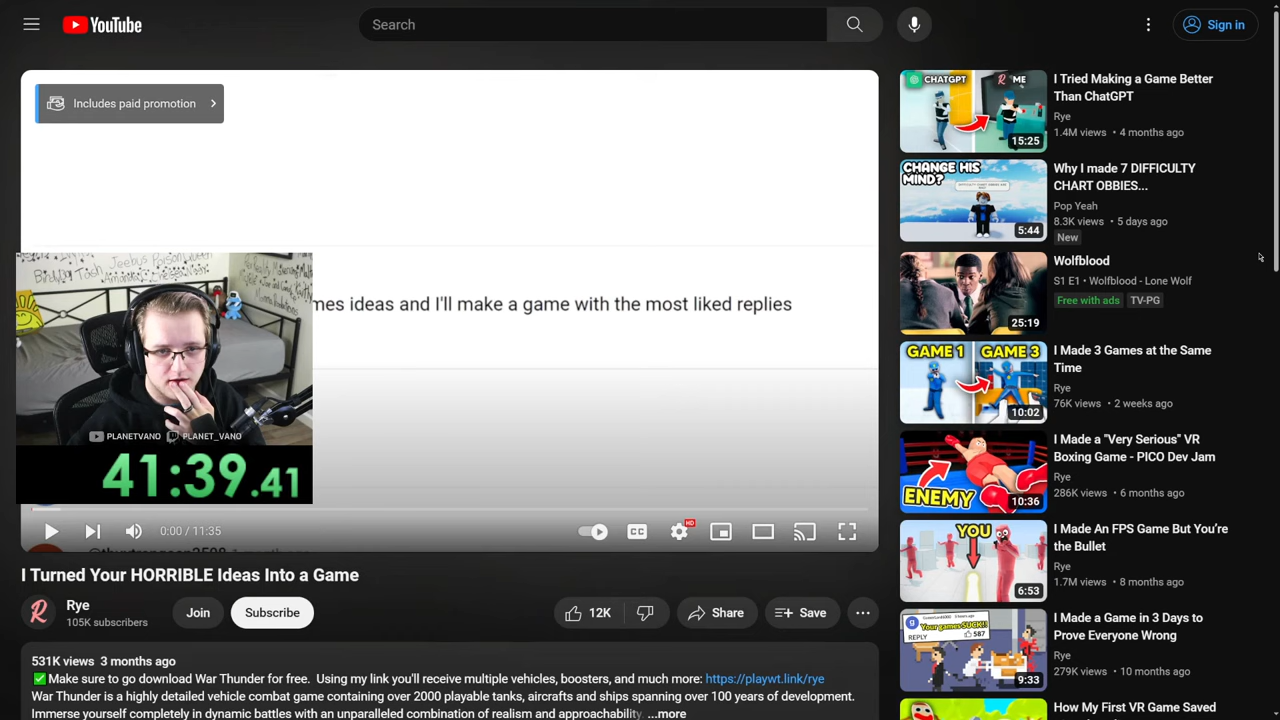 YouTube
Search
Sign in
Includes paid promotion
mes ideas and I'll make a game with the most liked replies
Jeebus
PLANETVANO
PLANET_VANO
41:39.41
0:00 / 11:35
CC
HD
I Turned Your HORRIBLE Ideas Into a Game
Rye
105K subscribers
Join
Subscribe
12K
Share
Save
531K views 3 months ago
✅Make sure to go download War Thunder for free. Using my link you'll receive multiple vehicles, boosters, and much more: https://playwt.link/rye
War Thunder is a highly detailed vehicle combat game containing over 2000 playable tanks, aircrafts and ships spanning over 100 years of development.
Immerse yourself completely in dynamic battles with an unparalleled combination of realism and approachability ...more
CHATGPT
ME
15:25
I Tried Making a Game Better
Than ChatGPT
Rye
1.4M views • 4 months ago
CHANGE HIS
MIND?
5:44
Why I made 7 DIFFICULTY
CHART OBBIES...
Pop Yeah
8.3K views • 5 days ago
New
25:19
Wolfblood
S1 E1 • Wolfblood - Lone Wolf
Free with ads
TV-PG
GAME 1
GAME 3
10:02
I Made 3 Games at the Same
Time
Rye
76K views • 2 weeks ago
ENEMY
10:36
I Made a "Very Serious" VR
Boxing Game - PICO Dev Jam
Rye
286K views • 6 months ago
YOU
6:53
I Made An FPS Game But You're
the Bullet
Rye
1.7M views • 8 months ago
Your games SUCK!!
REPLY
587
9:33
I Made a Game in 3 Days to
Prove Everyone Wrong
Rye
279K views • 10 months ago
How My First VR Game Saved